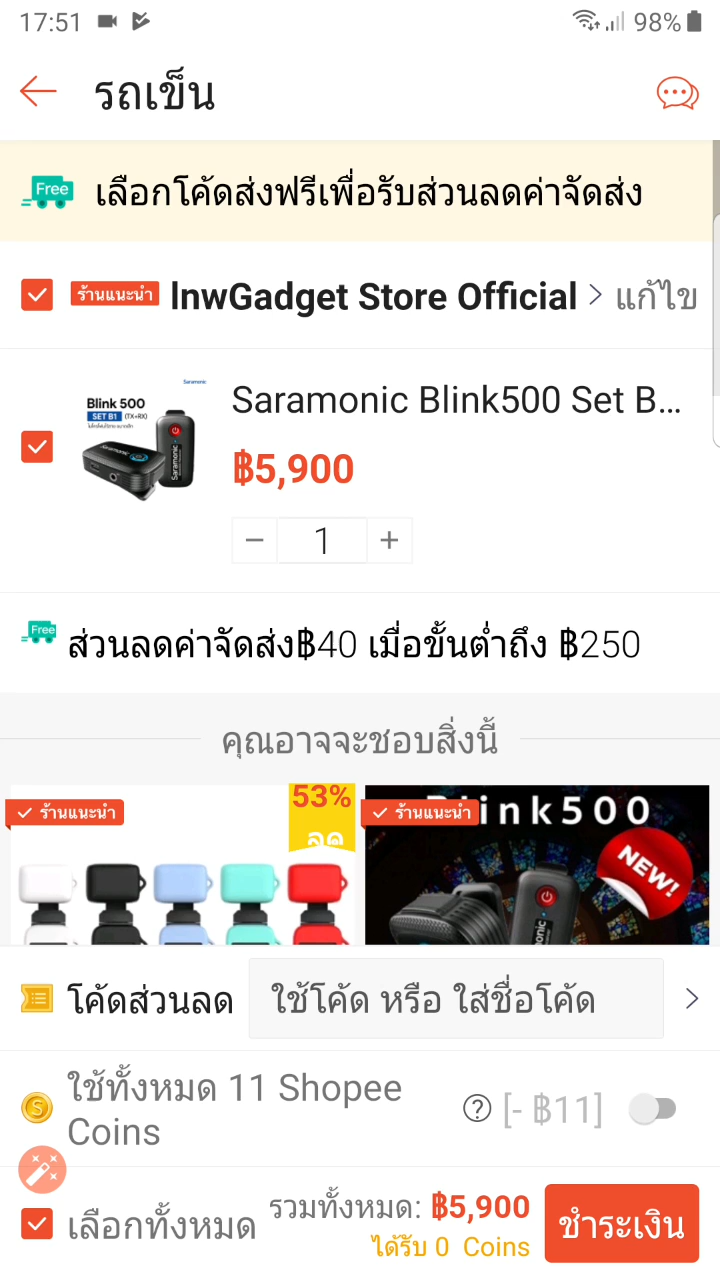 17:51
98%
รถเข็น
Free
เลือกโค้ดส่งฟรีเพื่อรับส่วนลดค่าจัดส่ง
ร้านแนะนำ lnwGadget Store Official > แก้ไข
Saramonic
Blink 500
SET B1 (TX+RX)
Saramonic
Saramonic
Saramonic Blink500 Set B...
฿5,900
− 1 +
Free
ส่วนลดค่าจัดส่ง฿40 เมื่อขั้นต่ำถึง ฿250
คุณอาจจะชอบสิ่งนี้
ร้านแนะนำ
53%
ลด
ร้านแนะนำ
Blink500
NEW!
Saramonic
โค้ดส่วนลด
ใช้โค้ด หรือ ใส่ชื่อโค้ด
ใช้ทั้งหมด 11 Shopee
Coins
[- ฿11]
เลือกทั้งหมด
รวมทั้งหมด: ฿5,900
ได้รับ 0 Coins
ชำระเงิน